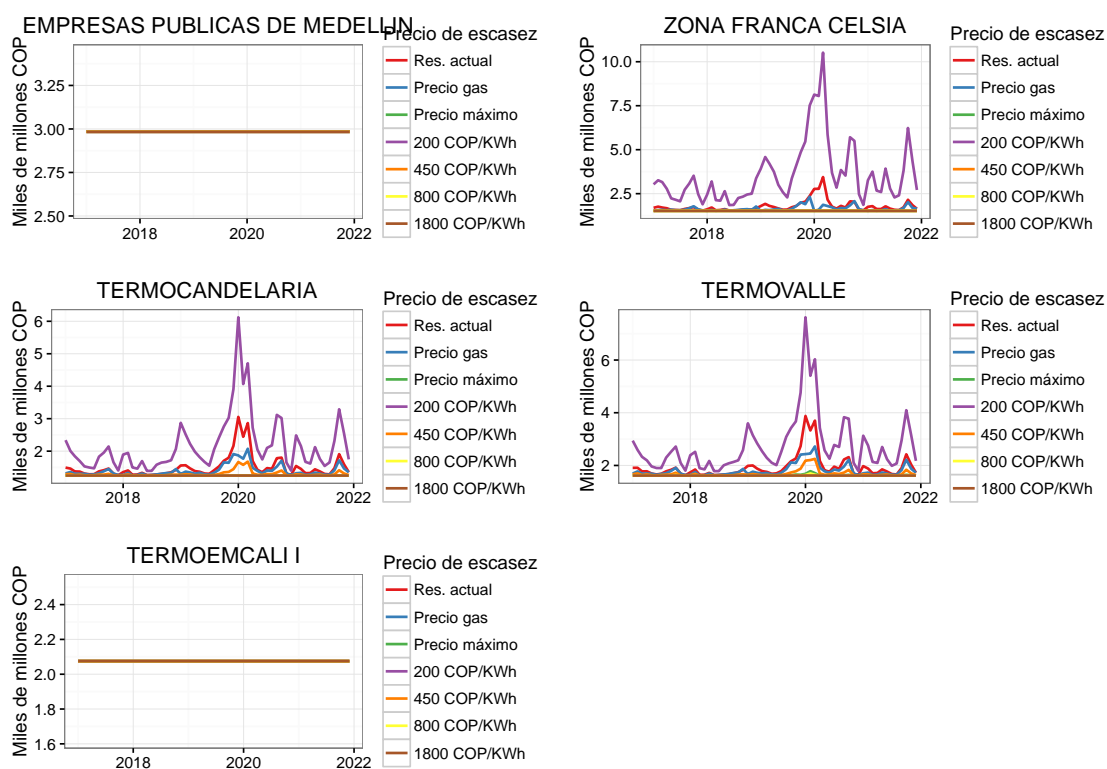 EMPRESAS PUBLICAS DE MEDELLIN
Miles de millones COP
3.25
3.00
2.75
2.50
2018
2020
2022
Precio de escasez
Res. actual
Precio gas
Precio máximo
200 COP/KWh
450 COP/KWh
800 COP/KWh
1800 COP/KWh
ZONA FRANCA CELSIA
Miles de millones COP
10.0
7.5
5.0
2.5
2018
2020
2022
Precio de escasez
Res. actual
Precio gas
Precio máximo
200 COP/KWh
450 COP/KWh
800 COP/KWh
1800 COP/KWh
TERMOCANDELARIA
Miles de millones COP
6
5
4
3
2
2018
2020
2022
Precio de escasez
Res. actual
Precio gas
Precio máximo
200 COP/KWh
450 COP/KWh
800 COP/KWh
1800 COP/KWh
TERMOVALLE
Miles de millones COP
6
4
2
2018
2020
2022
Precio de escasez
Res. actual
Precio gas
Precio máximo
200 COP/KWh
450 COP/KWh
800 COP/KWh
1800 COP/KWh
TERMOEMCALI I
Miles de millones COP
2.4
2.2
2.0
1.8
1.6
2018
2020
2022
Precio de escasez
Res. actual
Precio gas
Precio máximo
200 COP/KWh
450 COP/KWh
800 COP/KWh
1800 COP/KWh